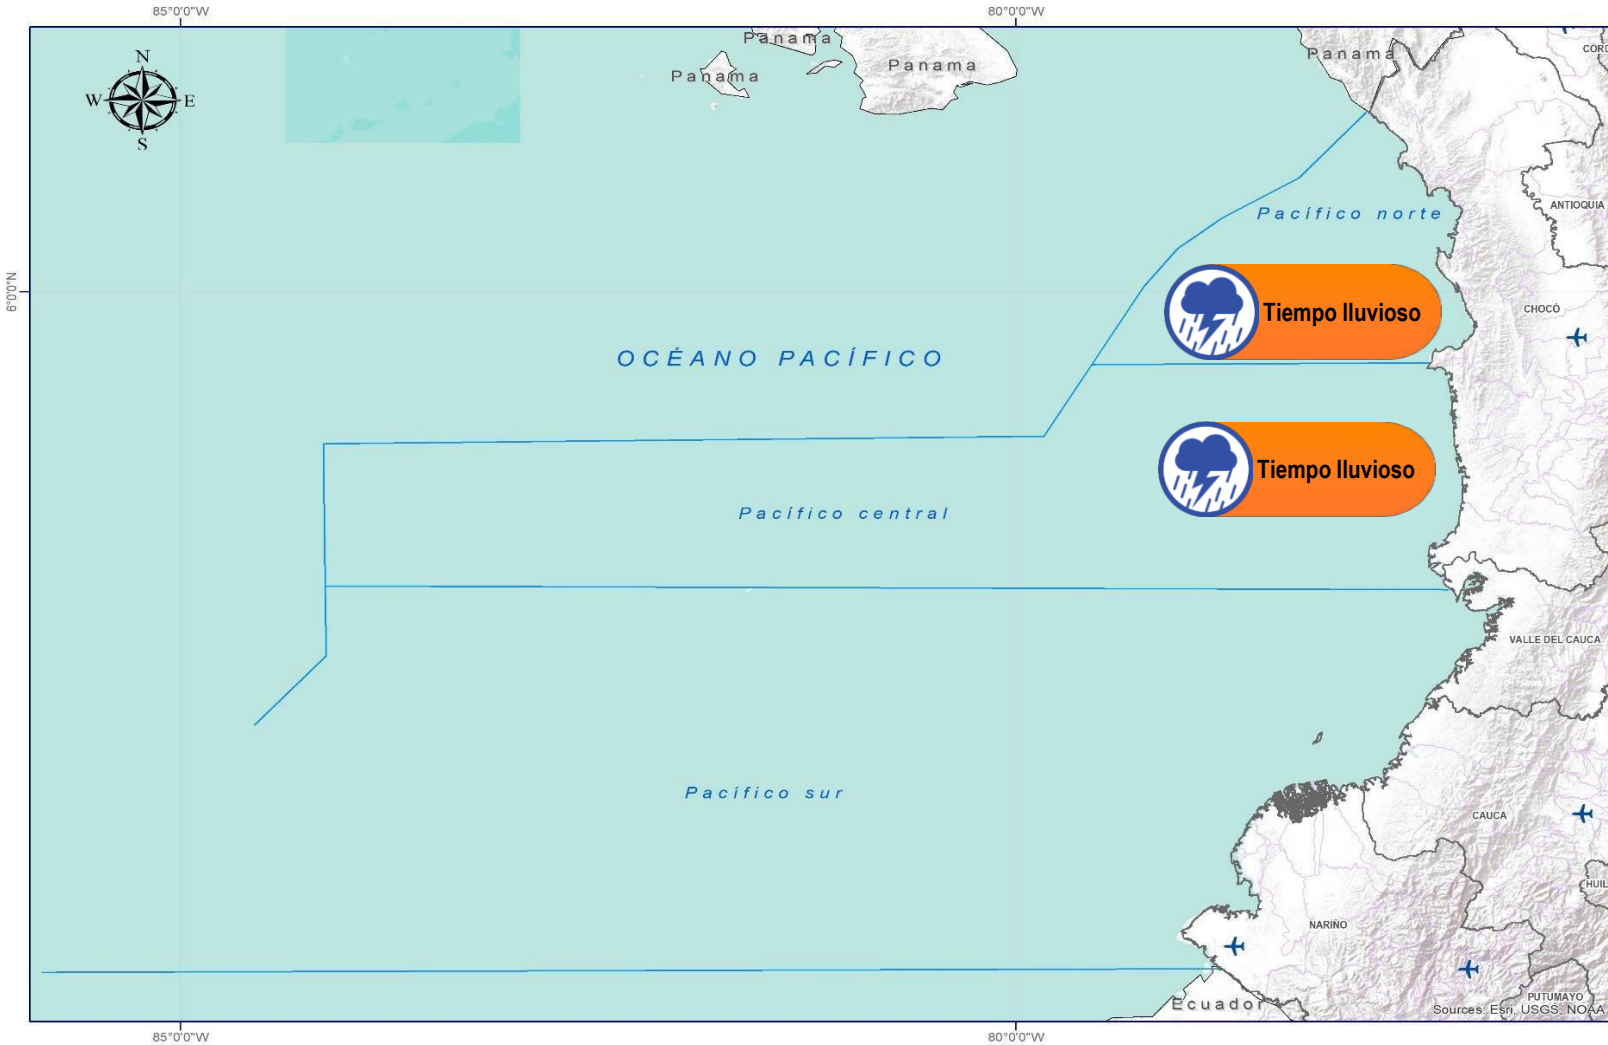 85°0'0"W
80°0'0"W
N
W
E
S
Panama
Panama
Panama
Panama
CORD
ANTIOQUIA
Pacífico norte
6°0'0"N
Tiempo lluvioso
CHOCÓ
OCÉANO PACÍFICO
Tiempo lluvioso
Pacífico central
VALLE DEL CAUCA
Pacífico sur
CAUCA
HUIL
NARIÑO
PUTUMAYO
Ecuador
Sources: Esri, USGS, NOAA
85°0'0"W
80°0'0"W